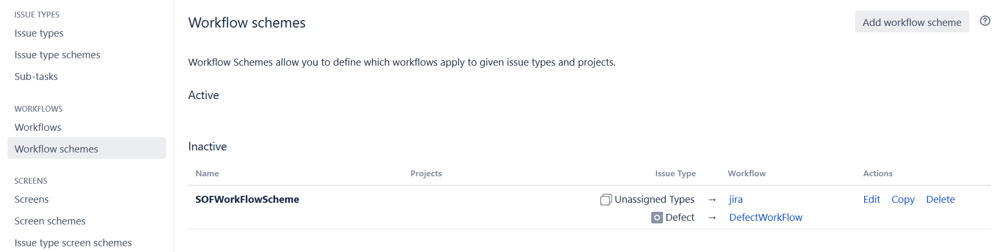 ISSUE TYPES
Issue types
Issue type schemes
Sub-tasks
WORKFLOWS
Workflows
Workflow schemes
SCREENS
Screens
Screen schemes
Issue type screen schemes
Workflow schemes
Add workflow scheme
Workflow Schemes allow you to define which workflows apply to given issue types and projects.
Active
Inactive
Name Projects Issue Type Workflow Actions
SOFWorkFlowScheme Unassigned Types → jira Edit Copy Delete
Defect → DefectWorkFlow